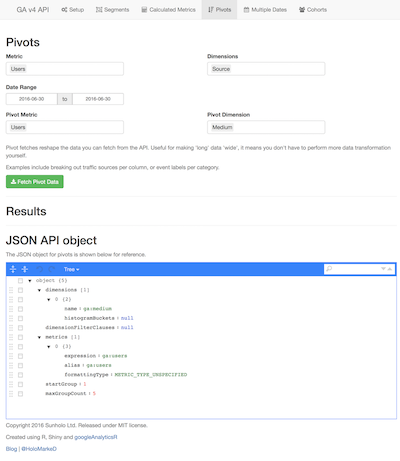 GA v4 API Setup Segments Calculated Metrics Pivots Multiple Dates Cohorts
Pivots
Metric Dimensions
Users Source
Date Range
2016-06-30 to 2016-06-30
Pivot Metric Pivot Dimension
Users Medium
Pivot fetches reshape the data you can fetch from the API. Useful for making 'long' data 'wide', it means you don't have to perform more data transformation
yourself.
Examples include breaking out traffic sources per column, or event labels per category.
Fetch Pivot Data
Results
JSON API object
The JSON object for pivots is shown below for reference.
Tree
object {5}
dimensions [1]
0 {2}
name : ga:medium
histogramBuckets : null
dimensionFilterClauses : null
metrics [1]
0 {3}
expression : ga:users
alias : ga:users
formattingType : METRIC_TYPE_UNSPECIFIED
startGroup : 1
maxGroupCount : 5
Copyright 2016 Sunholo Ltd. Released under MIT license.
Created using R, Shiny and googleAnalyticsR
Blog | @HoloMarkeD